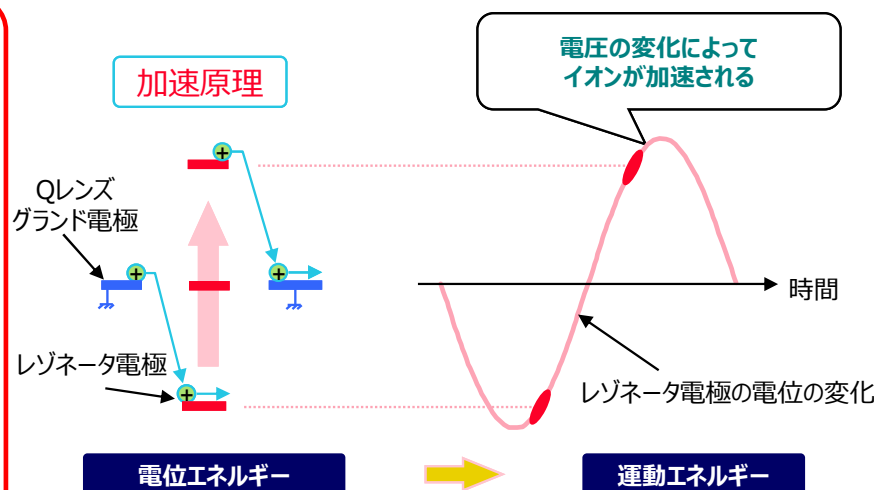 電圧の変化によって
イオンが加速される
加速原理
Qレンズ
グランド電極
時間
レゾネータ電極
レゾネータ電極の電位の変化
電位エネルギー
運動エネルギー